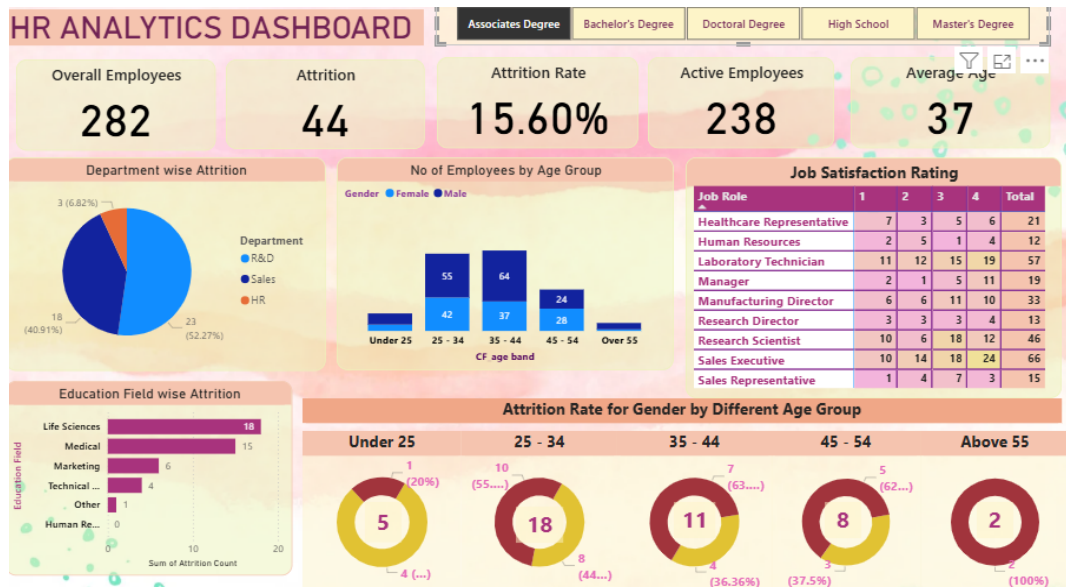 HR ANALYTICS DASHBOARD
Associates Degree
Bachelor's Degree
Doctoral Degree
High School
Master's Degree
Overall Employees
282
Attrition
44
Attrition Rate
15.60%
Active Employees
238
Average Age
37
Department wise Attrition
3 (6.82%)
18
(40.91%)
23
(52.27%)
Department
R&D
Sales
HR
No of Employees by Age Group
Gender Female Male
55 64 24
42 37 28
Under 25 25 - 34 35 - 44 45 - 54 Over 55
CF_age band
Job Satisfaction Rating
Job Role 1 2 3 4 Total
Healthcare Representative 7 3 5 6 21
Human Resources 2 5 1 4 12
Laboratory Technician 11 12 15 19 57
Manager 2 1 5 11 19
Manufacturing Director 6 6 11 10 33
Research Director 3 3 3 4 13
Research Scientist 10 6 18 12 46
Sales Executive 10 14 18 24 66
Sales Representative 1 4 7 3 15
Education Field wise Attrition
Education Field
Life Sciences 18
Medical 15
Marketing 6
Technical ... 4
Other 1
Human Re... 0
0 10 20
Sum of Attrition Count
Attrition Rate for Gender by Different Age Group
Under 25
1
(20%)
5
4 (...)
25 - 34
10
(55....)
18
8
(44...)
35 - 44
7
(63....)
11
4
(36.36%)
45 - 54
5
(62...)
8
3
(37.5%)
Above 55
2
2
(100%)